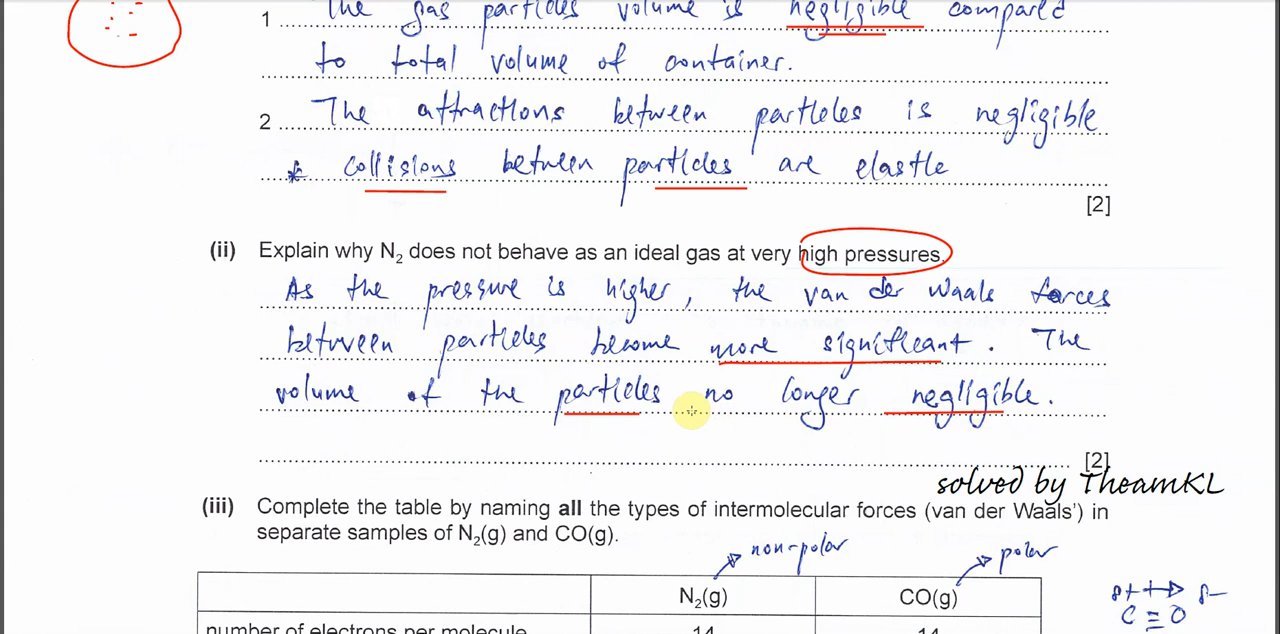 1 The gas particles volume is negligible compared
to total volume of container.
2 The attractions between particles is negligible
* collisions between particles are elastic
[2]
(ii) Explain why N₂ does not behave as an ideal gas at very high pressures.
As the pressure is higher, the van der Waals forces
between particles become more significant. The
volume of the particles no longer negligible.
[2]
solved by TheamKL
(iii) Complete the table by naming all the types of intermolecular forces (van der Waals') in
separate samples of N₂(g) and CO(g).
non-polar polar
N₂(g) CO(g)
δ+ δ−
C≡O
number of electrons per molecule 14 14